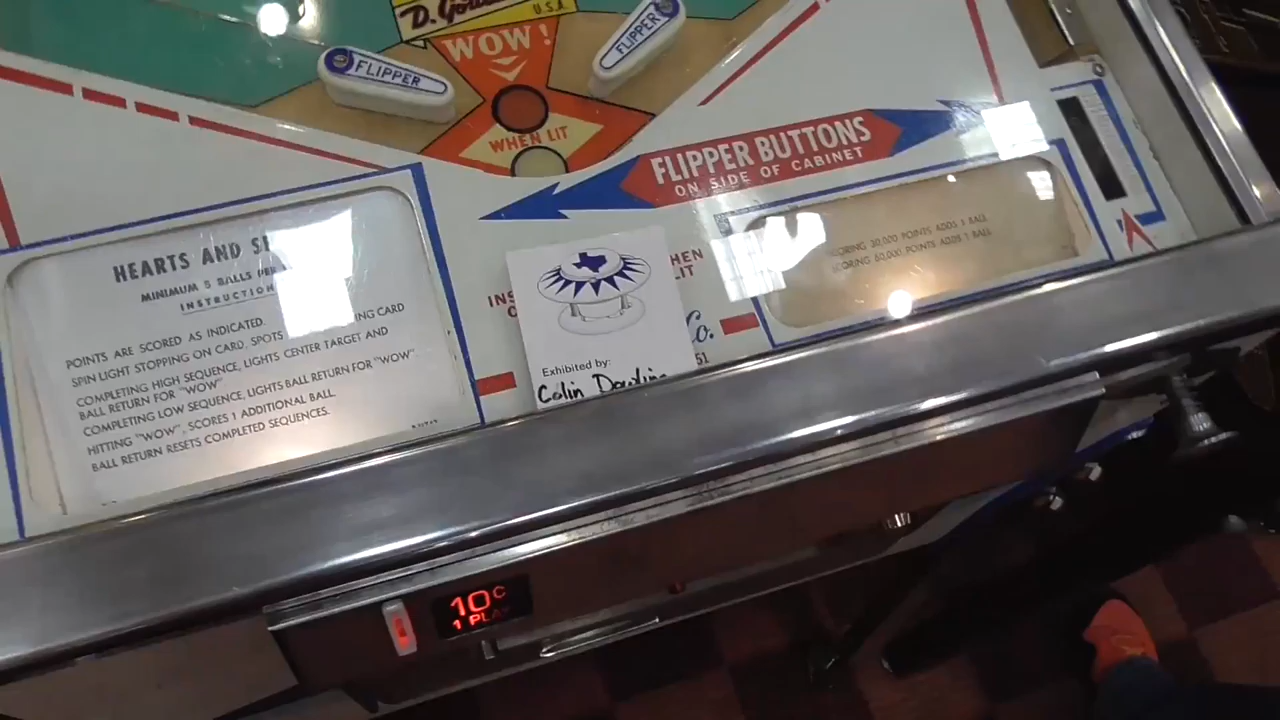 D. Gott
U.S.A.
WOW!
FLIPPER
FLIPPER
WHEN LIT
FLIPPER BUTTONS
ON SIDE OF CABINET
HEARTS AND
MINIMUM 5 BALLS
POINTS ARE SCORED AS INDICATED.
SPIN LIGHT STOPPING ON CARD, SPOTS CARD
COMPLETING HIGH SEQUENCE, LIGHTS CENTER TARGET AND
BALL RETURN FOR "WOW".
COMPLETING LOW SEQUENCE, LIGHTS BALL RETURN FOR "WOW".
HITTING "WOW", SCORES 1 ADDITIONAL BALL
BALL RETURN RESETS COMPLETED SEQUENCES.
Exhibited by:
Colin
Co.
51
SCORING 30,000 POINTS ADDS 1 BALL
SCORING 60,000 POINTS ADDS 1 BALL
10¢
1 PLAY